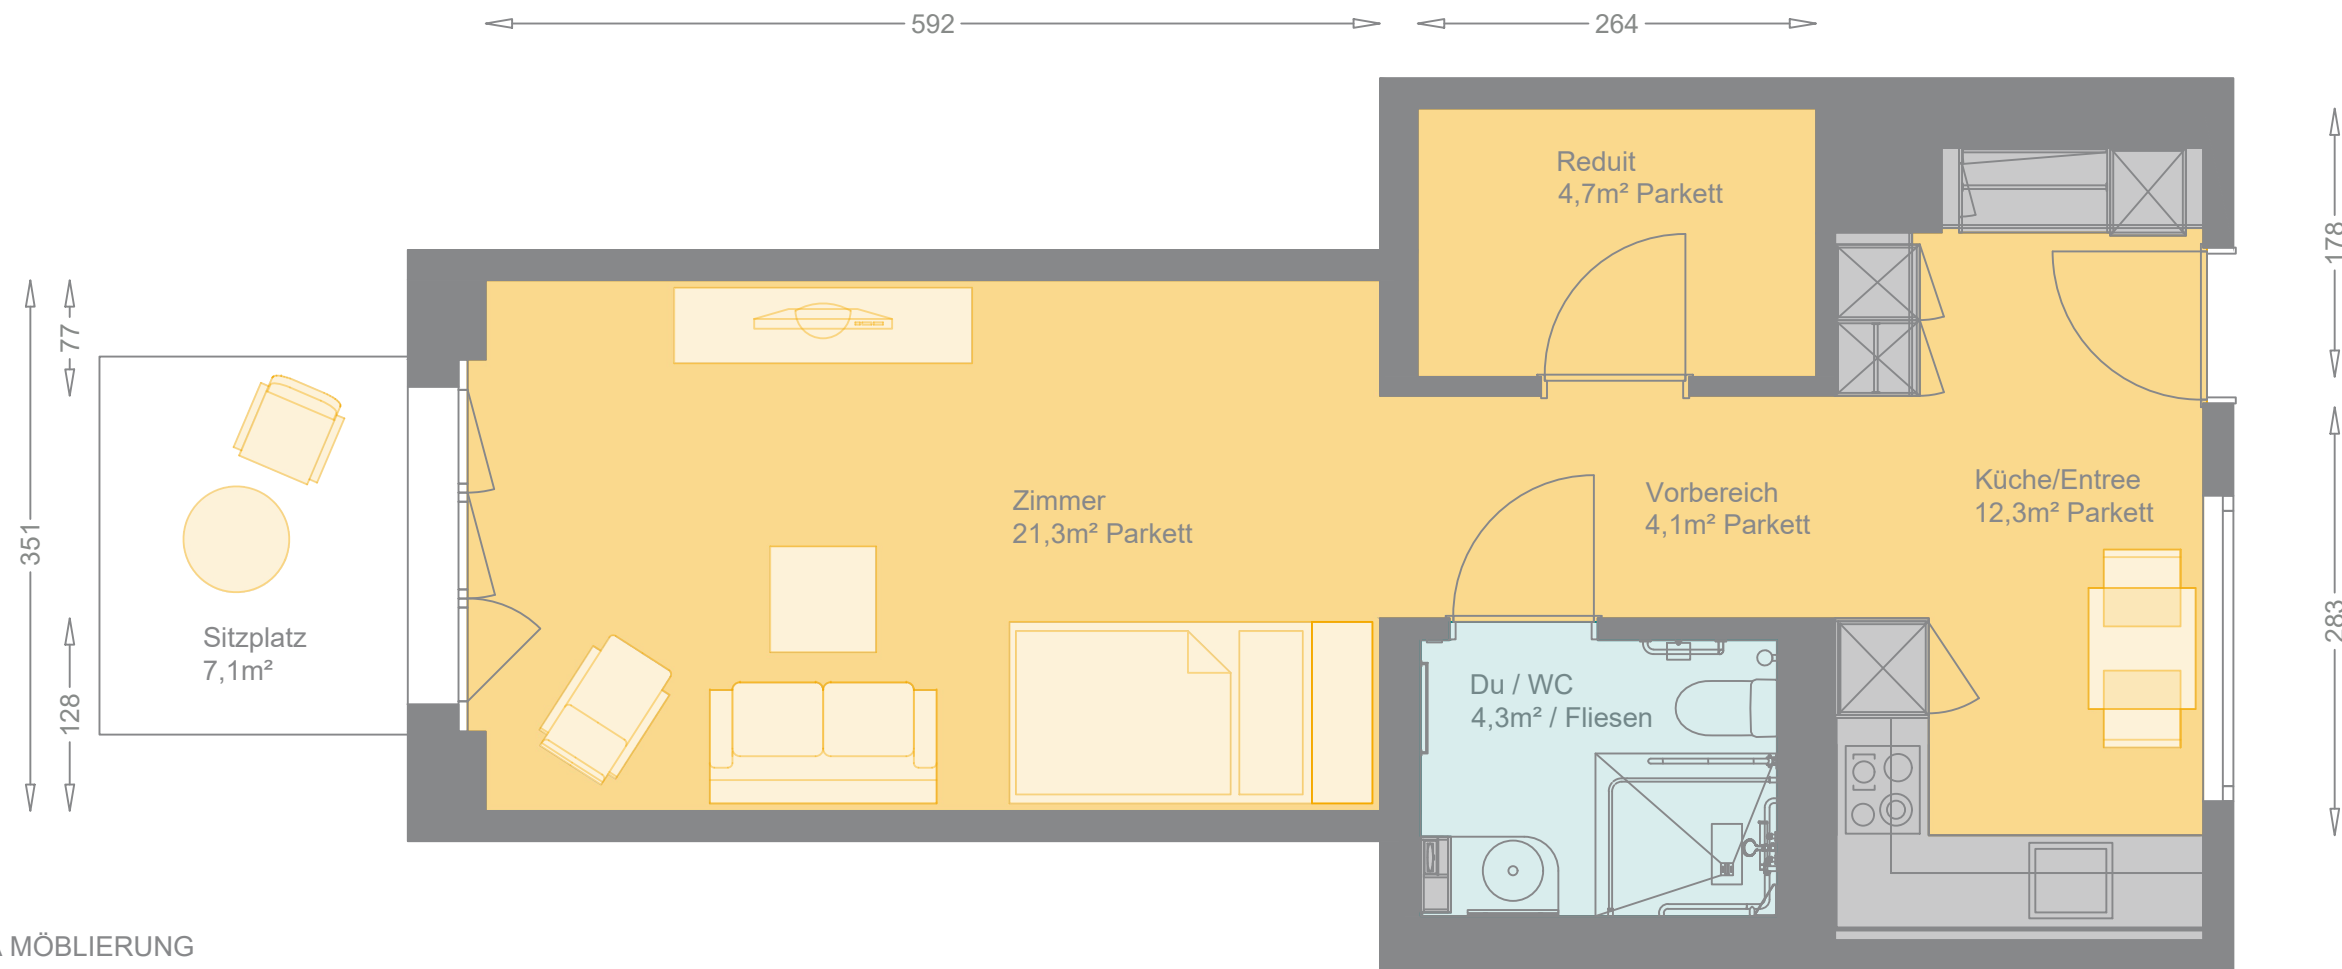 592
264
Reduit
4,7m² Parkett
178
77
351
Zimmer
21,3m² Parkett
Vorbereich
4,1m² Parkett
Küche/Entree
12,3m² Parkett
283
Sitzplatz
7,1m²
128
Du / WC
4,3m² / Fliesen
MÖBLIERUNG